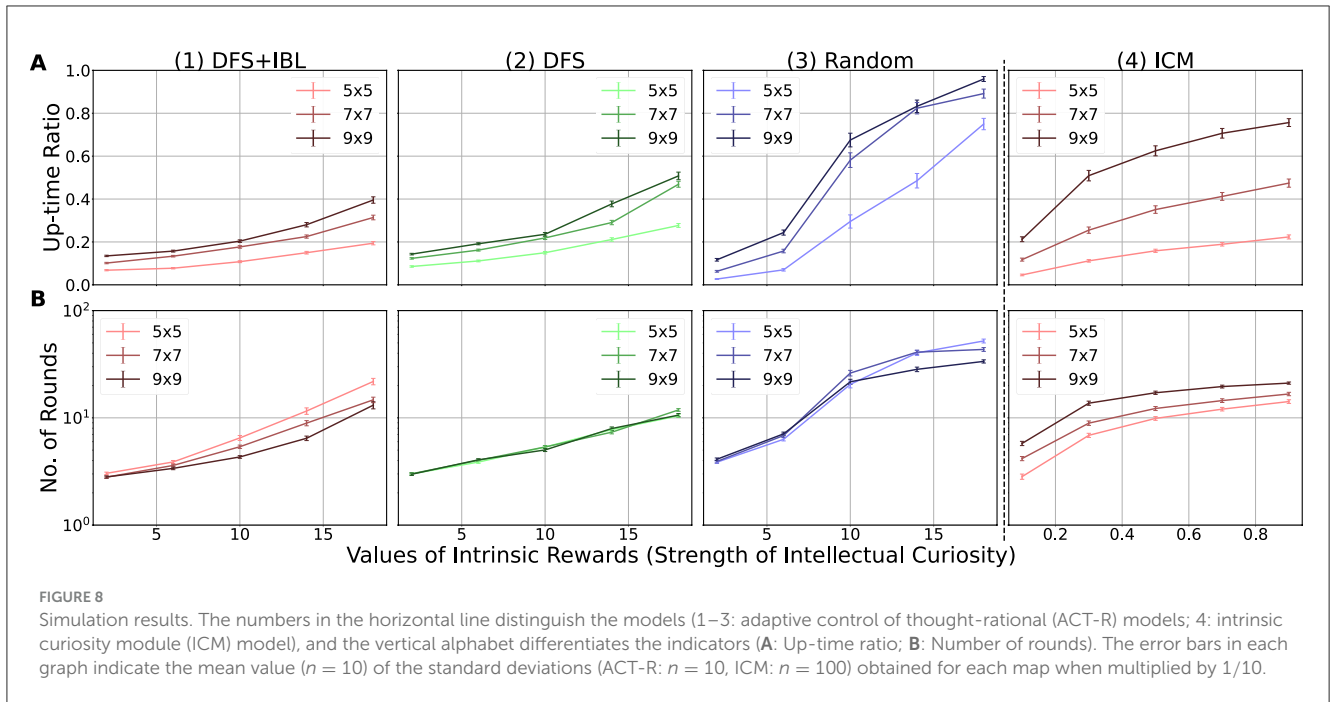 (1) DFS+IBL (2) DFS (3) Random (4) ICM
A
Up-time Ratio
1.0
0.8
0.6
0.4
0.2
0.0
5x5
7x7
9x9
5x5
7x7
9x9
5x5
7x7
9x9
5x5
7x7
9x9
B
No. of Rounds
10²
10¹
10⁰
5x5
7x7
9x9
5x5
7x7
9x9
5x5
7x7
9x9
5x5
7x7
9x9
5 10 15 5 10 15 5 10 15 0.2 0.4 0.6 0.8
Values of Intrinsic Rewards (Strength of Intellectual Curiosity)
FIGURE 8
Simulation results. The numbers in the horizontal line distinguish the models (1–3: adaptive control of thought-rational (ACT-R) models; 4: intrinsic
curiosity module (ICM) model), and the vertical alphabet differentiates the indicators (A: Up-time ratio; B: Number of rounds). The error bars in each
graph indicate the mean value (n = 10) of the standard deviations (ACT-R: n = 10, ICM: n = 100) obtained for each map when multiplied by 1/10.